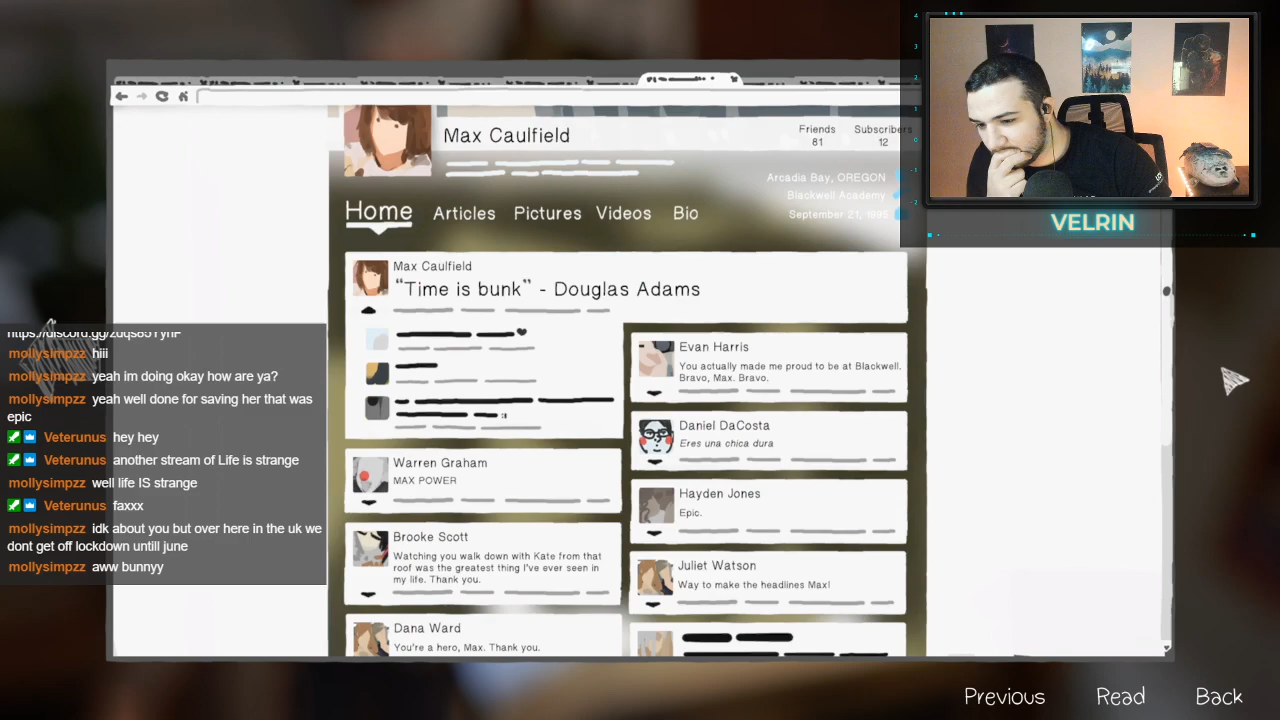 Max Caulfield
Friends
81
Subscribers
12
Arcadia Bay, OREGON
Blackwell Academy
September 21, 1995
Home Articles Pictures Videos Bio
Max Caulfield
“Time is bunk” - Douglas Adams
Warren Graham
MAX POWER
Brooke Scott
Watching you walk down with Kate from that
roof was the greatest thing I've ever seen in
my life. Thank you.
Dana Ward
You're a hero, Max. Thank you.
Evan Harris
You actually made me proud to be at Blackwell.
Bravo, Max. Bravo.
Daniel DaCosta
Eres una chica dura
Hayden Jones
Epic.
Juliet Watson
Way to make the headlines Max!
mollysimpzz hiii
mollysimpzz yeah im doing okay how are ya?
mollysimpzz yeah well done for saving her that was
epic
Veterunus hey hey
Veterunus another stream of Life is strange
mollysimpzz well life IS strange
Veterunus faxxx
mollysimpzz idk about you but over here in the uk we
dont get off lockdown untill june
mollysimpzz aww bunnyy
VELRIN
Previous Read Back